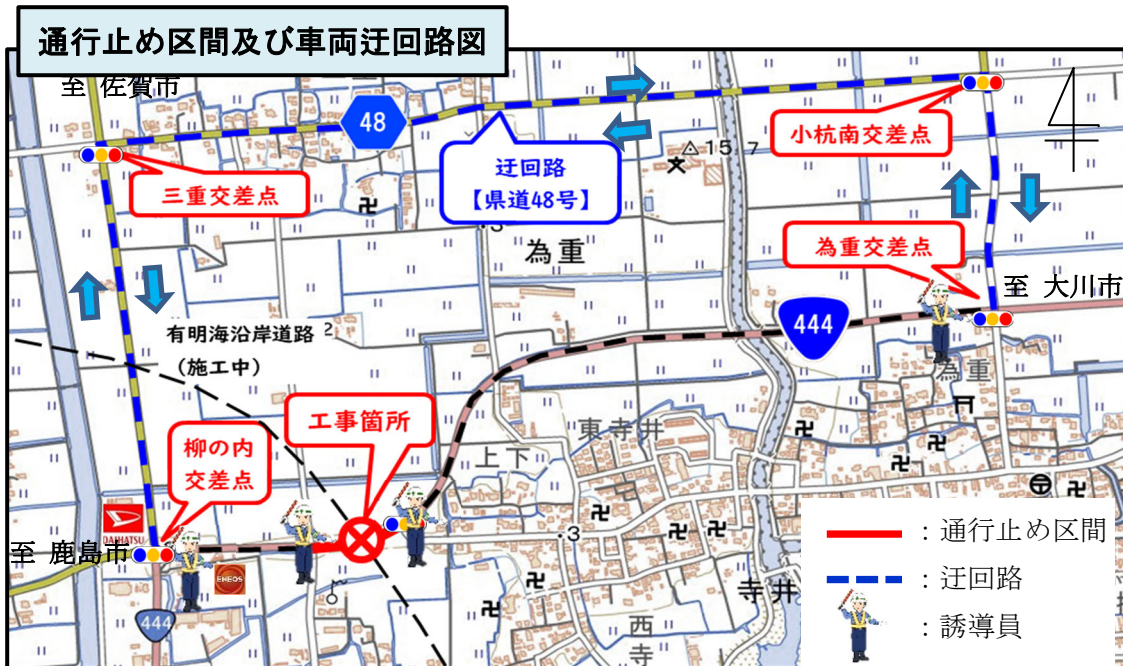 通行止め区間及び車両迂回路図
至 佐賀市
48
迂回路
【県道48号】
小杭南交差点
三重交差点
15.7
為重
為重交差点
至 大川市
444
有明海沿岸道路
(施工中)
2
工事箇所
柳の内
交差点
東寺井
上下
為重
DAIHATSU
至 鹿島市
ENEOS
444
・3
寺井
西
寺
：通行止め区間
：迂回路
：誘導員